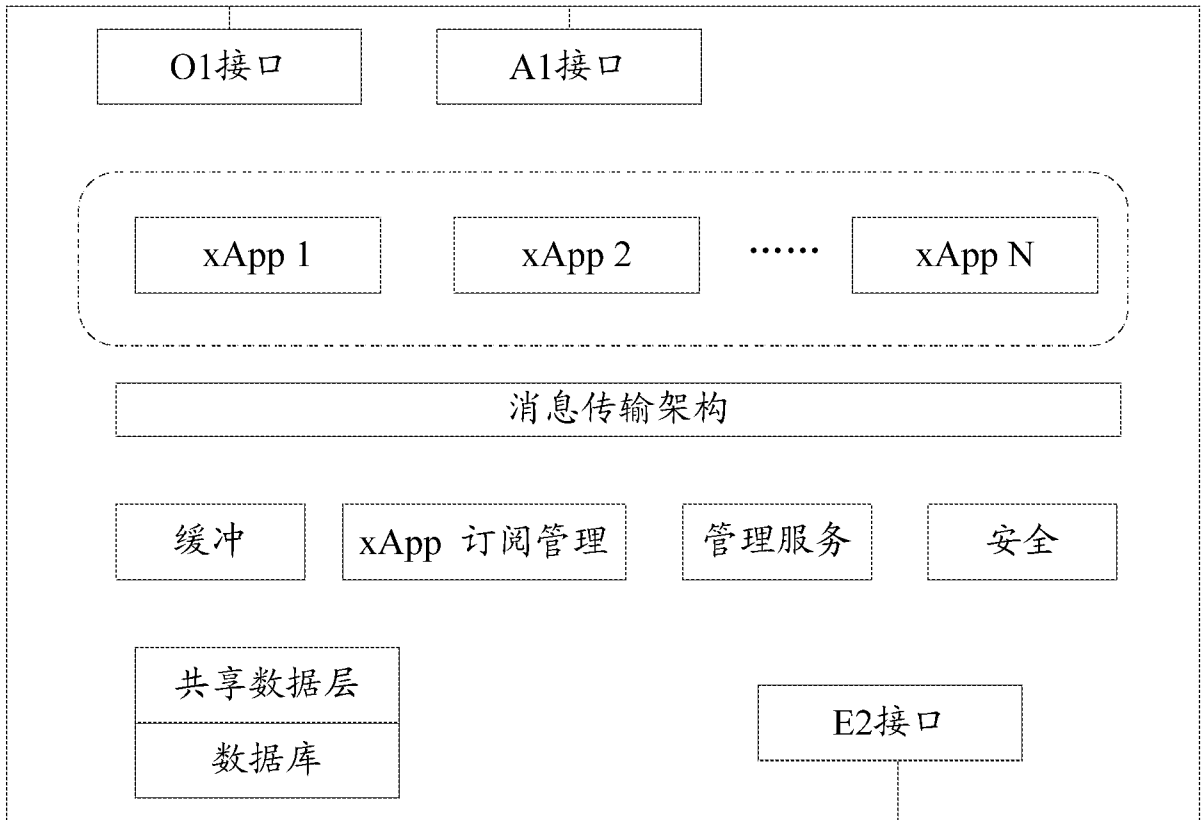 O1接口
A1接口
xApp 1
xApp 2
……
xApp N
消息传输架构
缓冲
xApp 订阅管理
管理服务
安全
共享数据层
数据库
E2接口